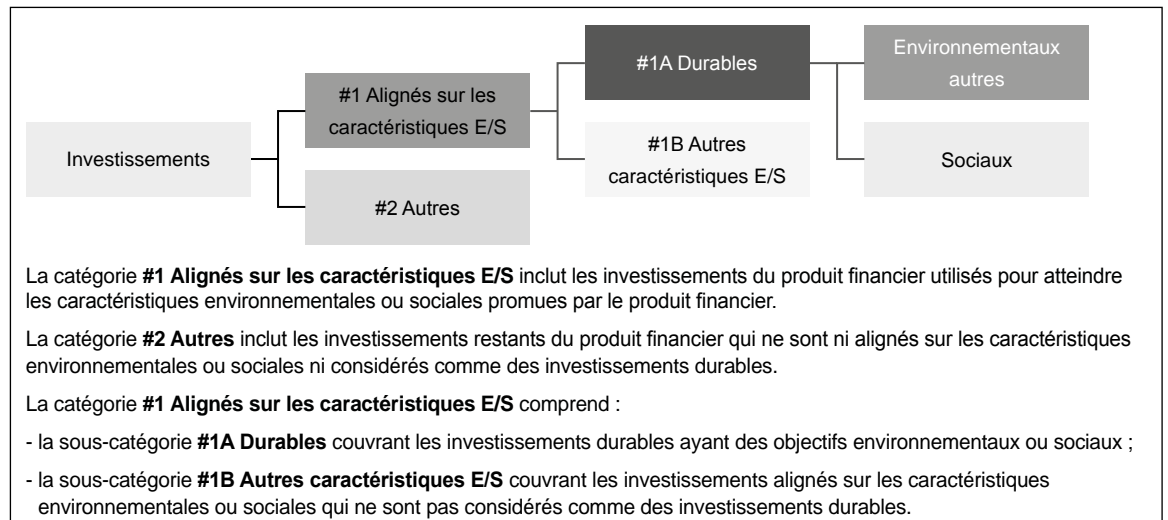 Investissements
#1 Alignés sur les
caractéristiques E/S
#2 Autres
#1A Durables
#1B Autres
caractéristiques E/S
Environnementaux
autres
Sociaux
La catégorie #1 Alignés sur les caractéristiques E/S inclut les investissements du produit financier utilisés pour atteindre
les caractéristiques environnementales ou sociales promues par le produit financier.
La catégorie #2 Autres inclut les investissements restants du produit financier qui ne sont ni alignés sur les caractéristiques
environnementales ou sociales ni considérés comme des investissements durables.
La catégorie #1 Alignés sur les caractéristiques E/S comprend :
- la sous-catégorie #1A Durables couvrant les investissements durables ayant des objectifs environnementaux ou sociaux ;
- la sous-catégorie #1B Autres caractéristiques E/S couvrant les investissements alignés sur les caractéristiques
environnementales ou sociales qui ne sont pas considérés comme des investissements durables.